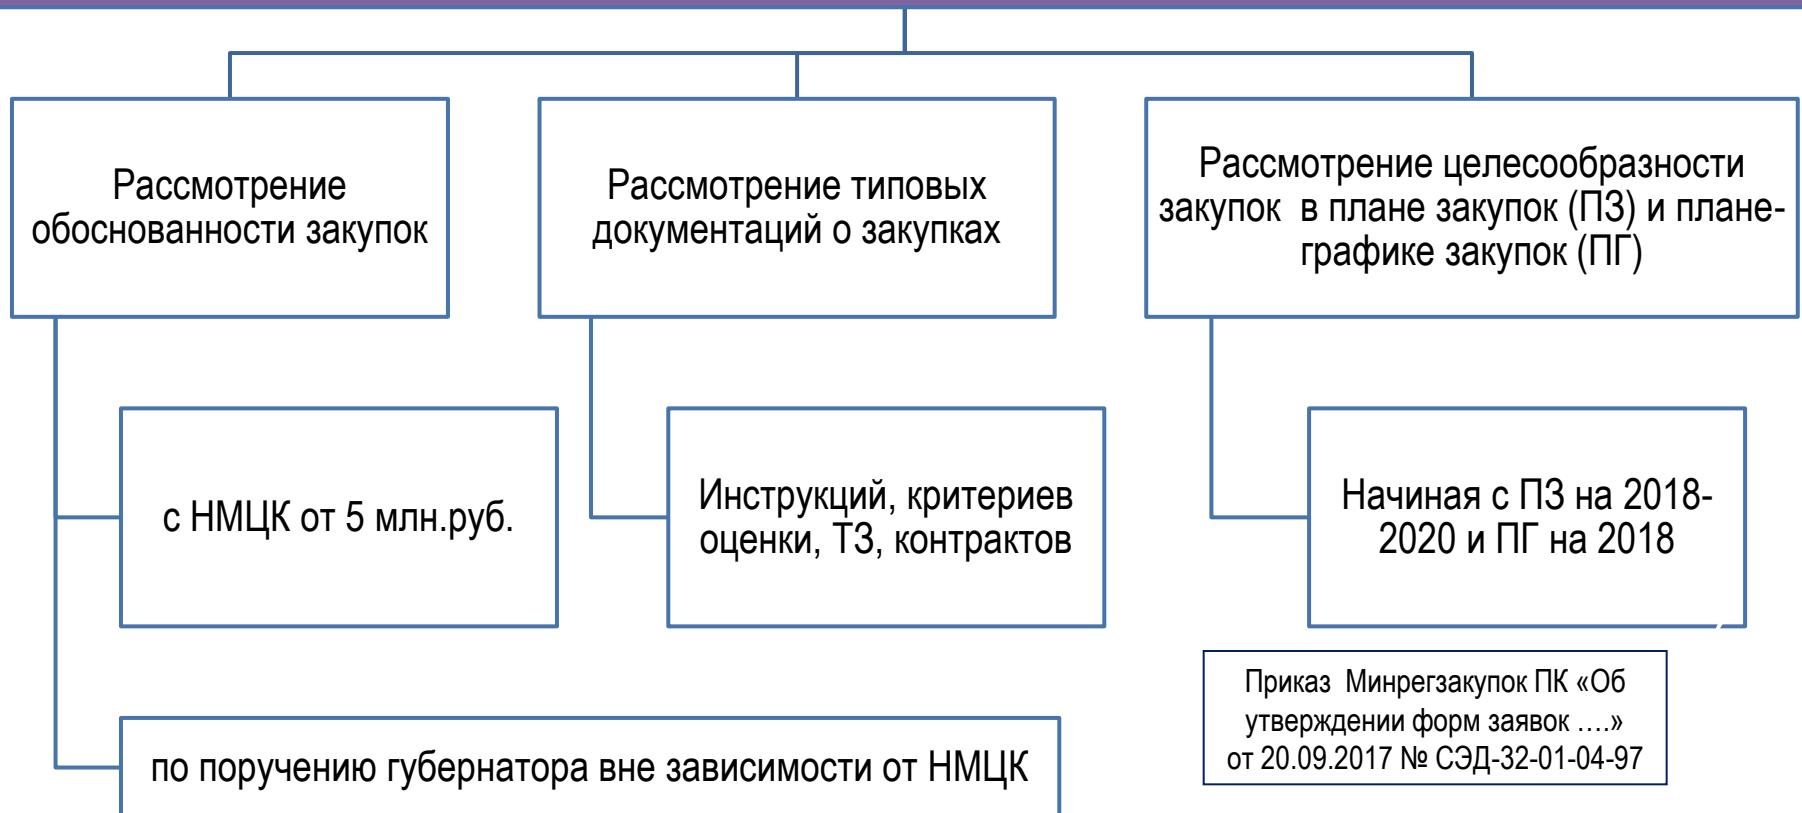 Рассмотрение
обоснованности закупок
Рассмотрение типовых
документаций о закупках
Рассмотрение целесообразности
закупок в плане закупок (ПЗ) и плане-
графике закупок (ПГ)
с НМЦК от 5 млн.руб.
Инструкций, критериев
оценки, ТЗ, контрактов
Начиная с ПЗ на 2018-
2020 и ПГ на 2018
по поручению губернатора вне зависимости от НМЦК
Приказ Минрегзакупок ПК «Об
утверждении форм заявок ….»
от 20.09.2017 № СЭД-32-01-04-97